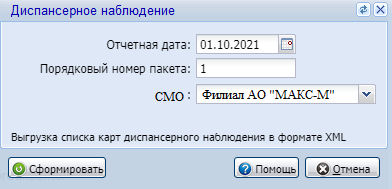 Диспансерное наблюдение
Отчетная дата: 01.10.2021
Порядковый номер пакета: 1
СМО : Филиал АО "МАКС-М"
Выгрузка списка карт диспансерного наблюдения в формате XML
Сформировать Помощь Отмена